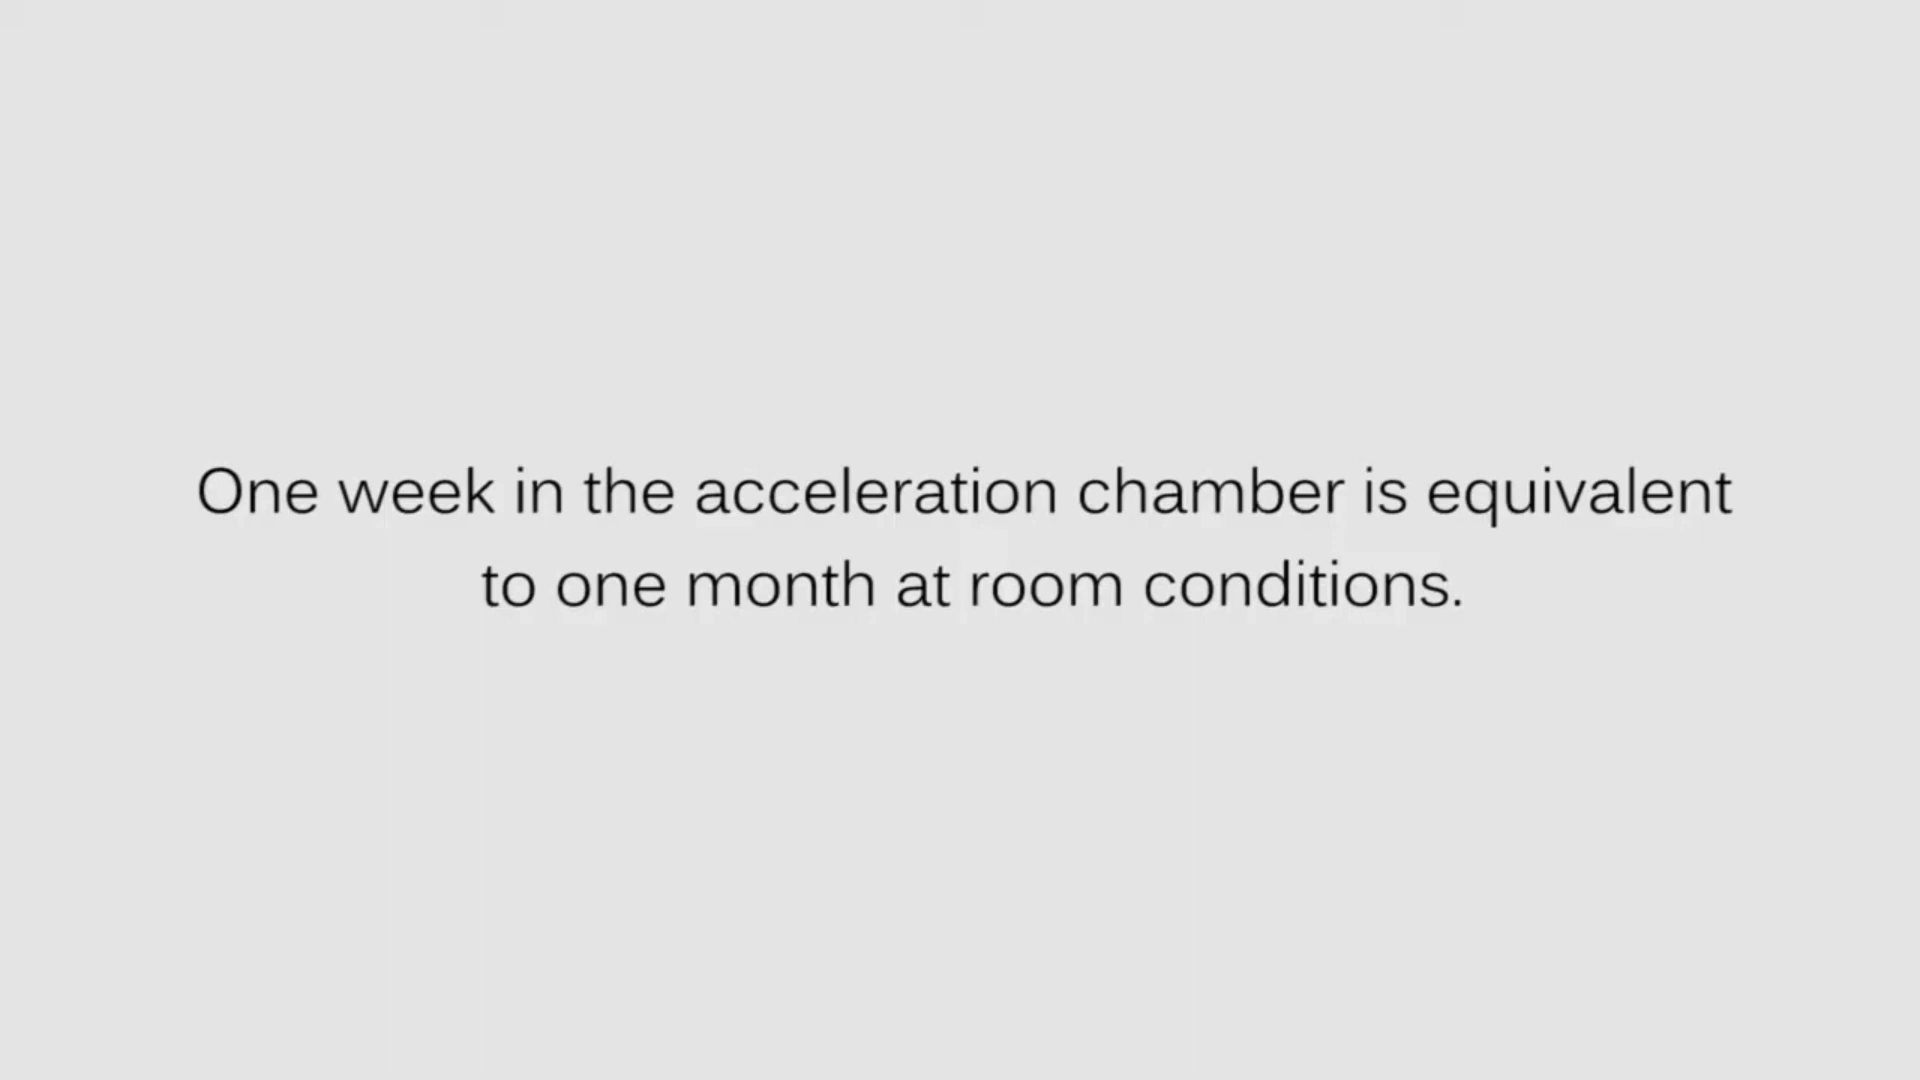 One week in the acceleration chamber is equivalent
to one month at room conditions.